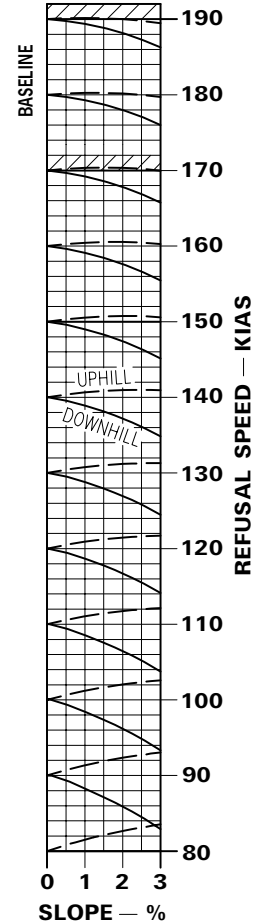 BASELINE
190
180
170
160
150
140
130
120
110
100
90
80
UPHILL
DOWNHILL
REFUSAL SPEED — KIAS
0 1 2 3
SLOPE — %